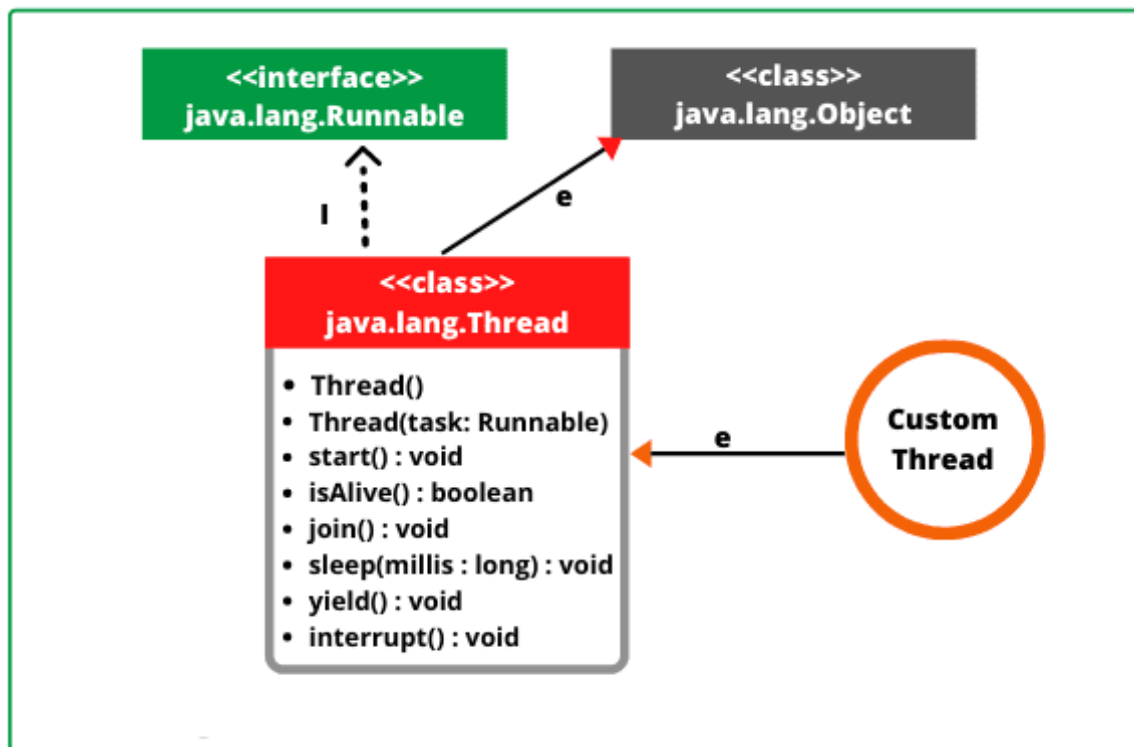 <<interface>>
java.lang.Runnable
<<class>>
java.lang.Object
I
e
<<class>>
java.lang.Thread
• Thread()
• Thread(task: Runnable)
• start() : void
• isAlive() : boolean
• join() : void
• sleep(millis : long) : void
• yield() : void
• interrupt() : void
e
Custom
Thread